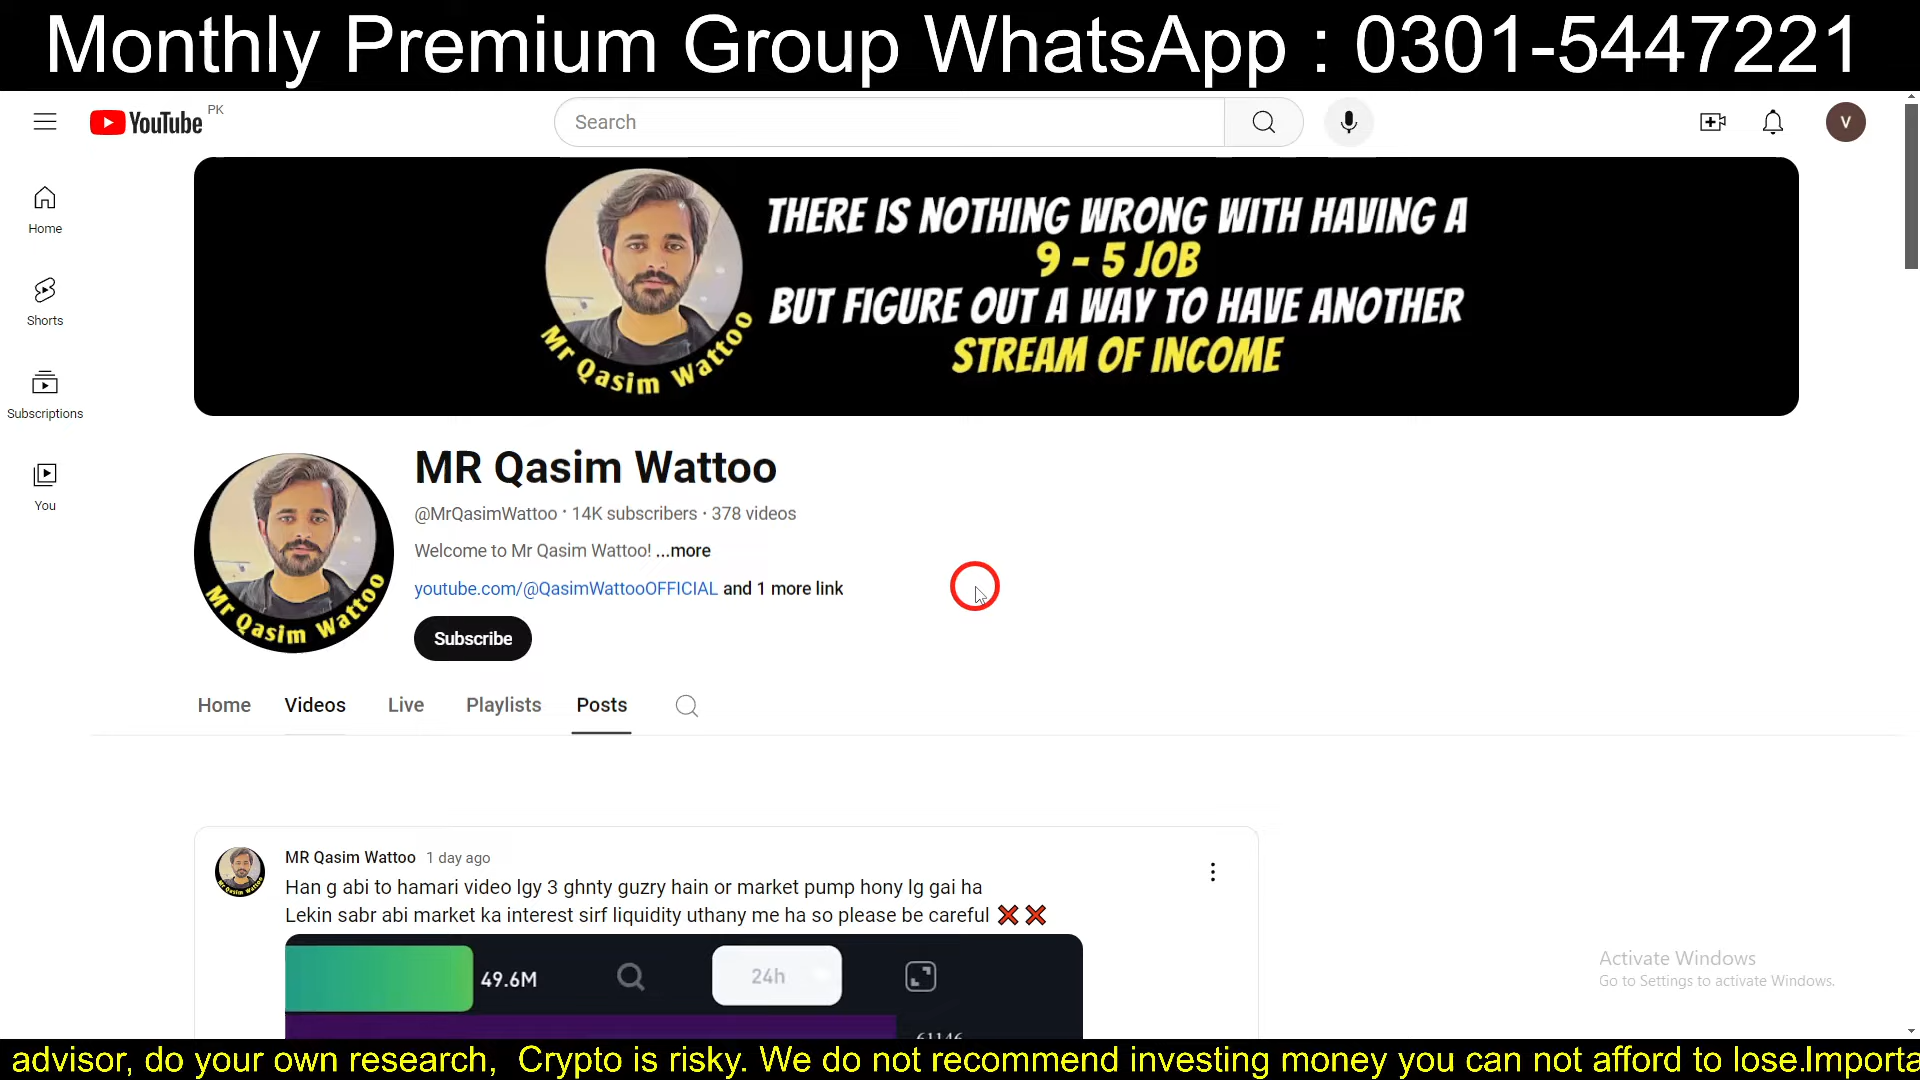 Monthly Premium Group WhatsApp : 0301-5447221
YouTube PK
Search
V
Home
Shorts
Subscriptions
You
THERE IS NOTHING WRONG WITH HAVING A
9 - 5 JOB
BUT FIGURE OUT A WAY TO HAVE ANOTHER
STREAM OF INCOME
Mr Qasim Wattoo
Mr Qasim Wattoo
MR Qasim Wattoo
@MrQasimWattoo · 14K subscribers · 378 videos
Welcome to Mr Qasim Wattoo! ...more
youtube.com/@QasimWattooOFFICIAL and 1 more link
Subscribe
Home Videos Live Playlists Posts
MR Qasim Wattoo 1 day ago
Han g abi to hamari video lgy 3 ghnty guzry hain or market pump hony lg gai ha
Lekin sabr abi market ka interest sirf liquidity uthany me ha so please be careful ❌❌
49.6M
24h
61146
Activate Windows
Go to Settings to activate Windows.
advisor, do your own research, Crypto is risky. We do not recommend investing money you can not afford to lose.Importa